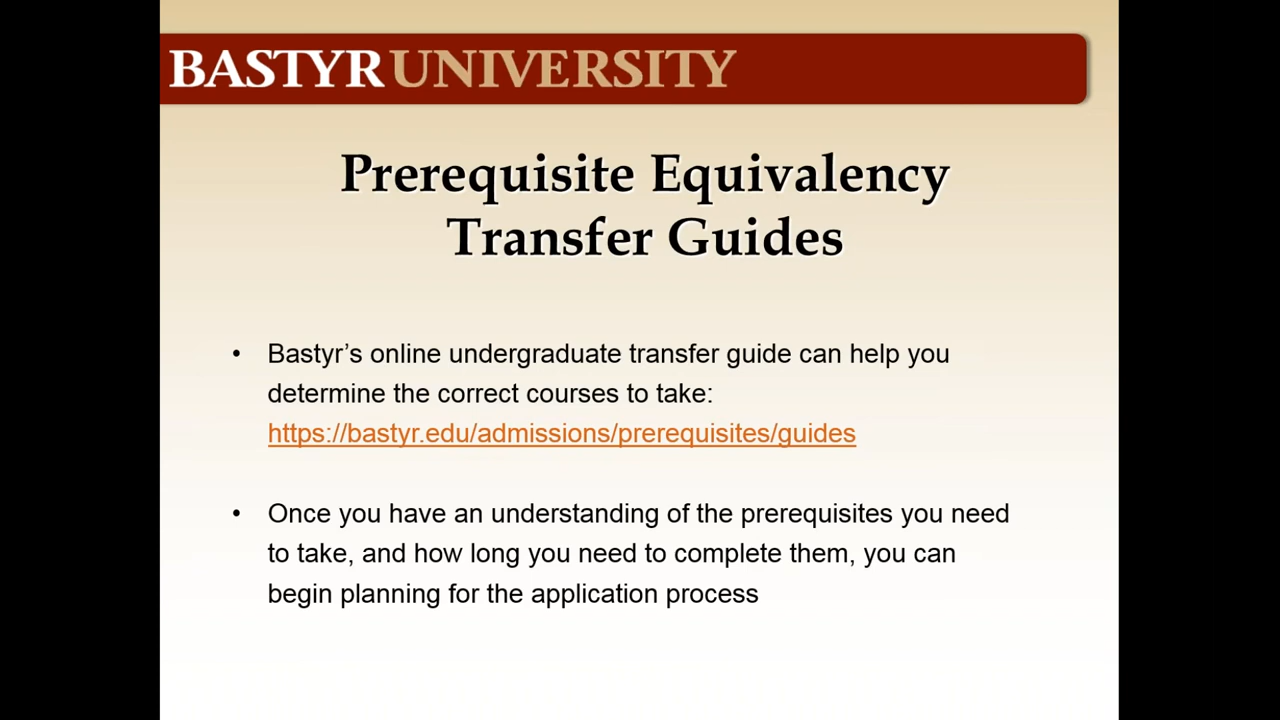 BASTYR UNIVERSITY
Prerequisite Equivalency
Transfer Guides
• Bastyr’s online undergraduate transfer guide can help you
determine the correct courses to take:
https://bastyr.edu/admissions/prerequisites/guides
• Once you have an understanding of the prerequisites you need
to take, and how long you need to complete them, you can
begin planning for the application process